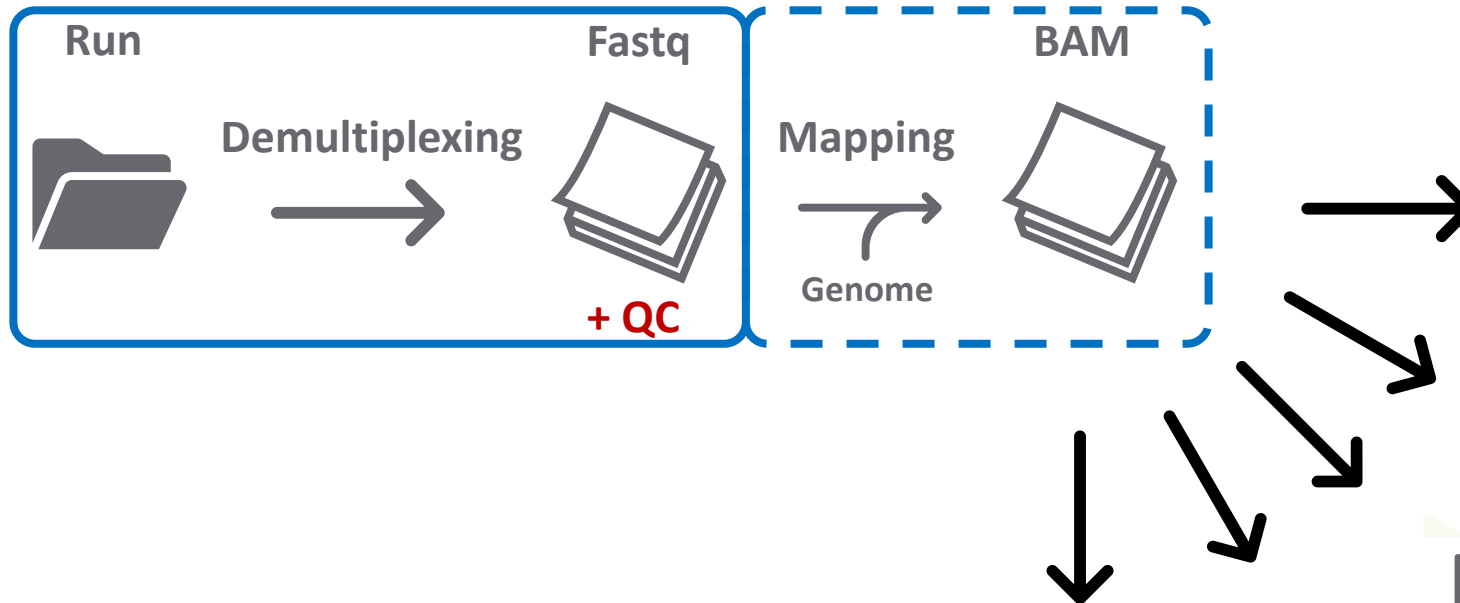 Run
Fastq
BAM
Demultiplexing
Mapping
Genome
+ QC